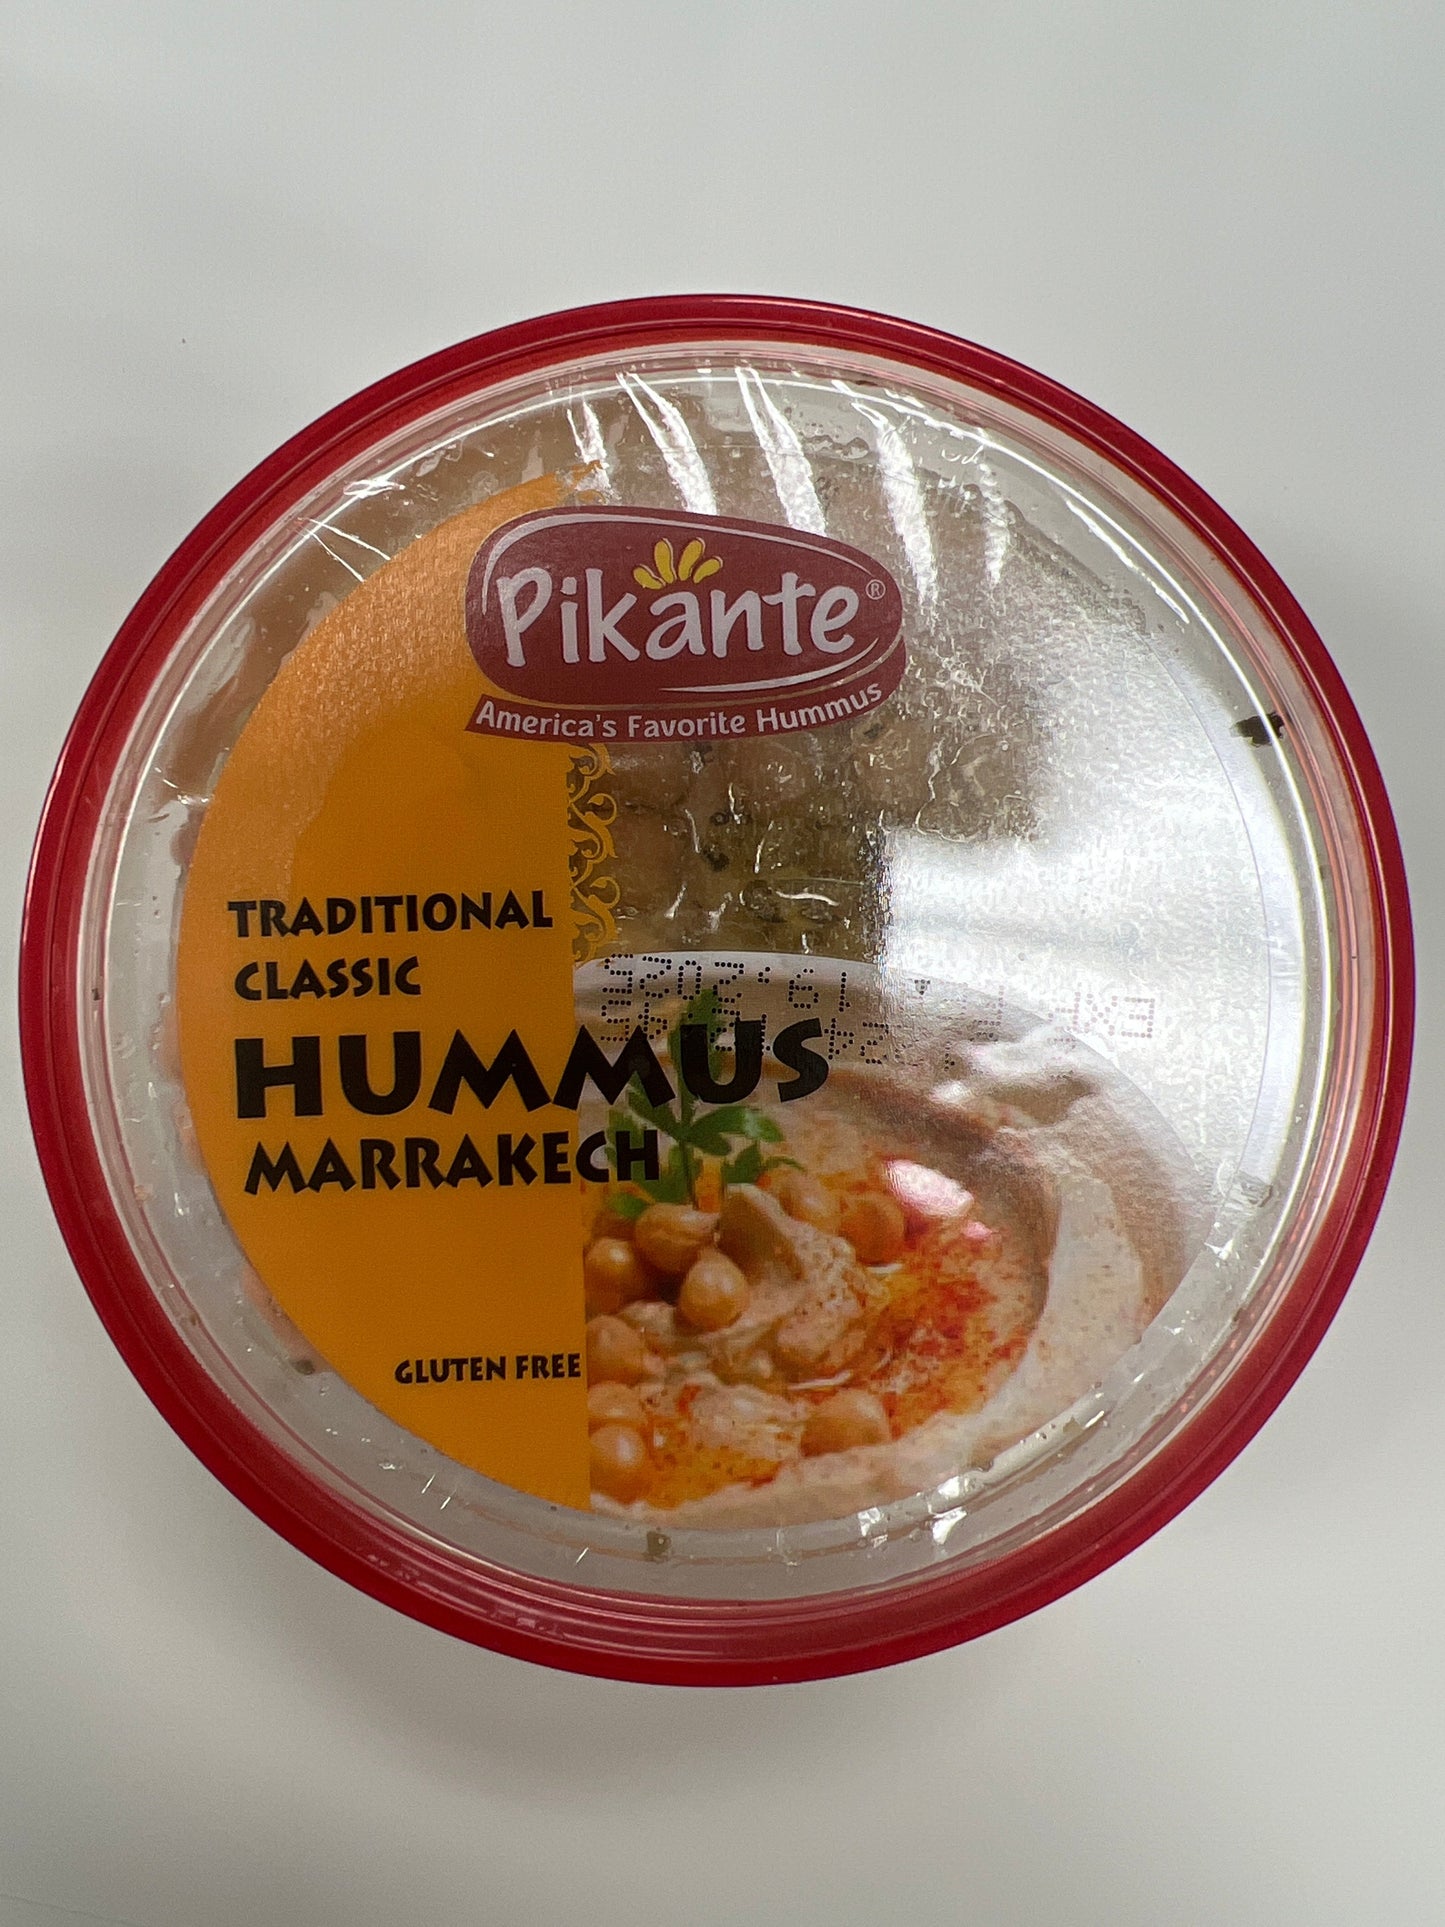 Pikante®
America's Favorite Hummus
TRADITIONAL
CLASSIC
HUMMUS
MARRAKECH
GLUTEN FREE